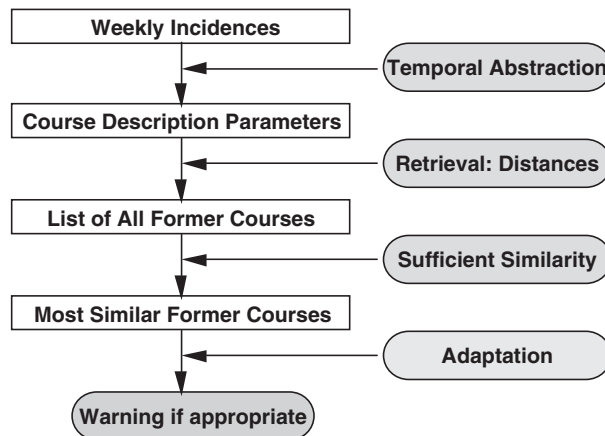 Weekly Incidences
Temporal Abstraction
Course Description Parameters
Retrieval: Distances
List of All Former Courses
Sufficient Similarity
Most Similar Former Courses
Adaptation
Warning if appropriate